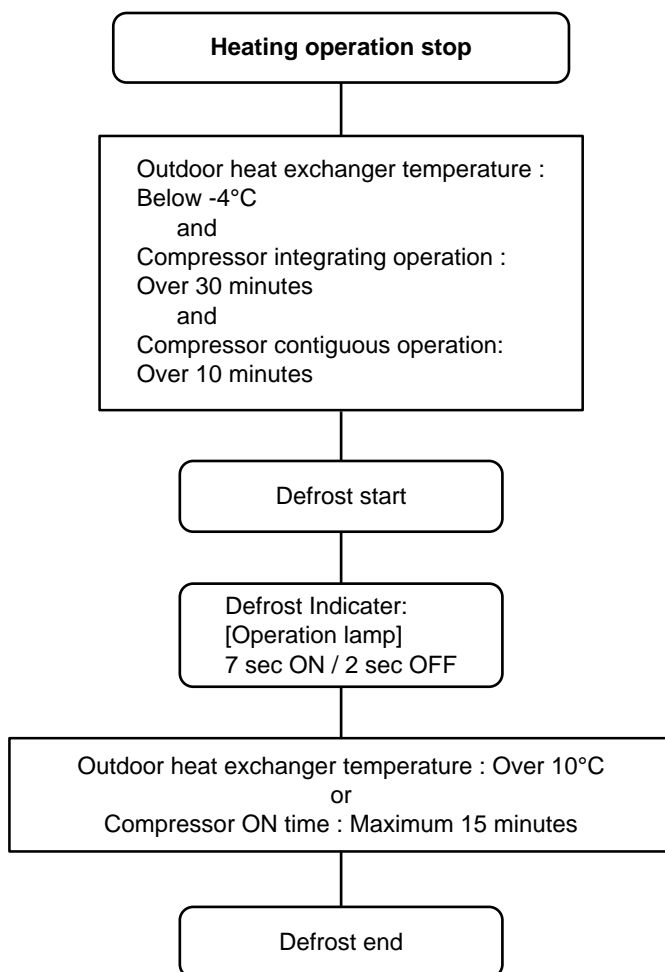 Heating operation stop
Outdoor heat exchanger temperature :
Below -4°C
and
Compressor integrating operation :
Over 30 minutes
and
Compressor contiguous operation:
Over 10 minutes
Defrost start
Defrost Indicater:
[Operation lamp]
7 sec ON / 2 sec OFF
Outdoor heat exchanger temperature : Over 10°C
or
Compressor ON time : Maximum 15 minutes
Defrost end